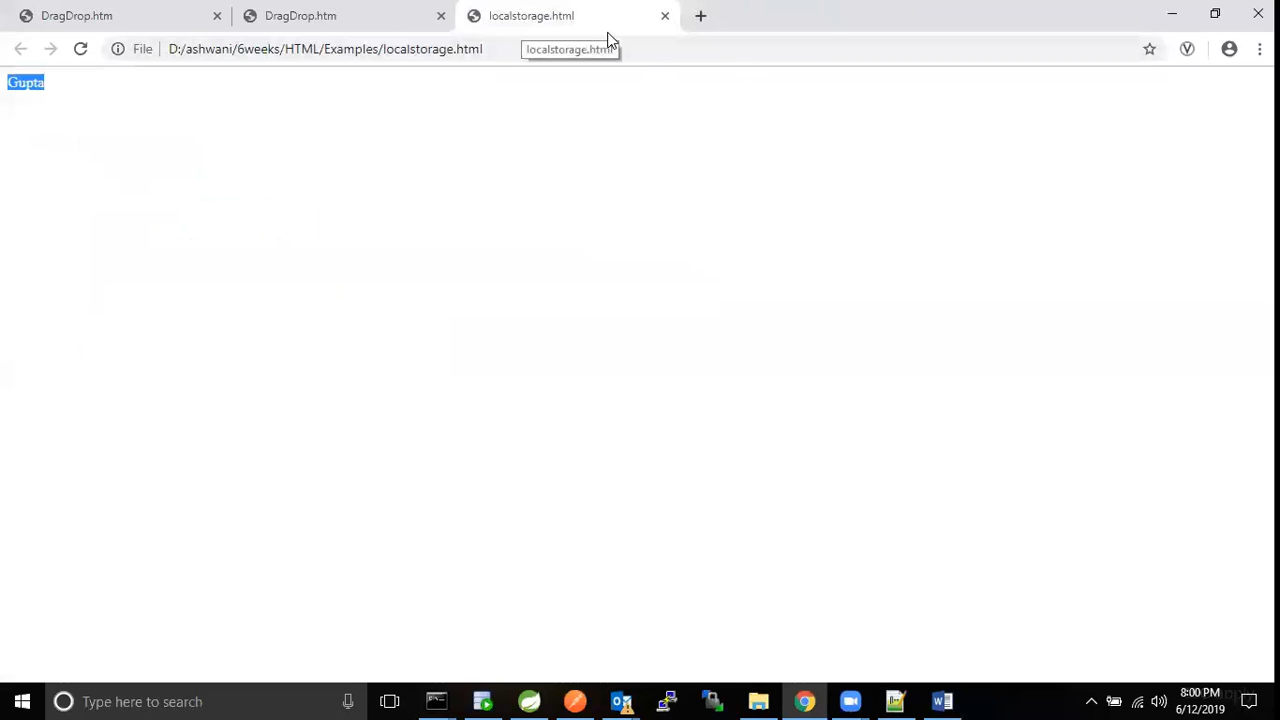 DragDrop.htm
DragDrop.htm
localstorage.html
File
D:/ashwani/6weeks/HTML/Examples/localstorage.html
localstorage.html
Gupta
Type here to search
8:00 PM
6/12/2019